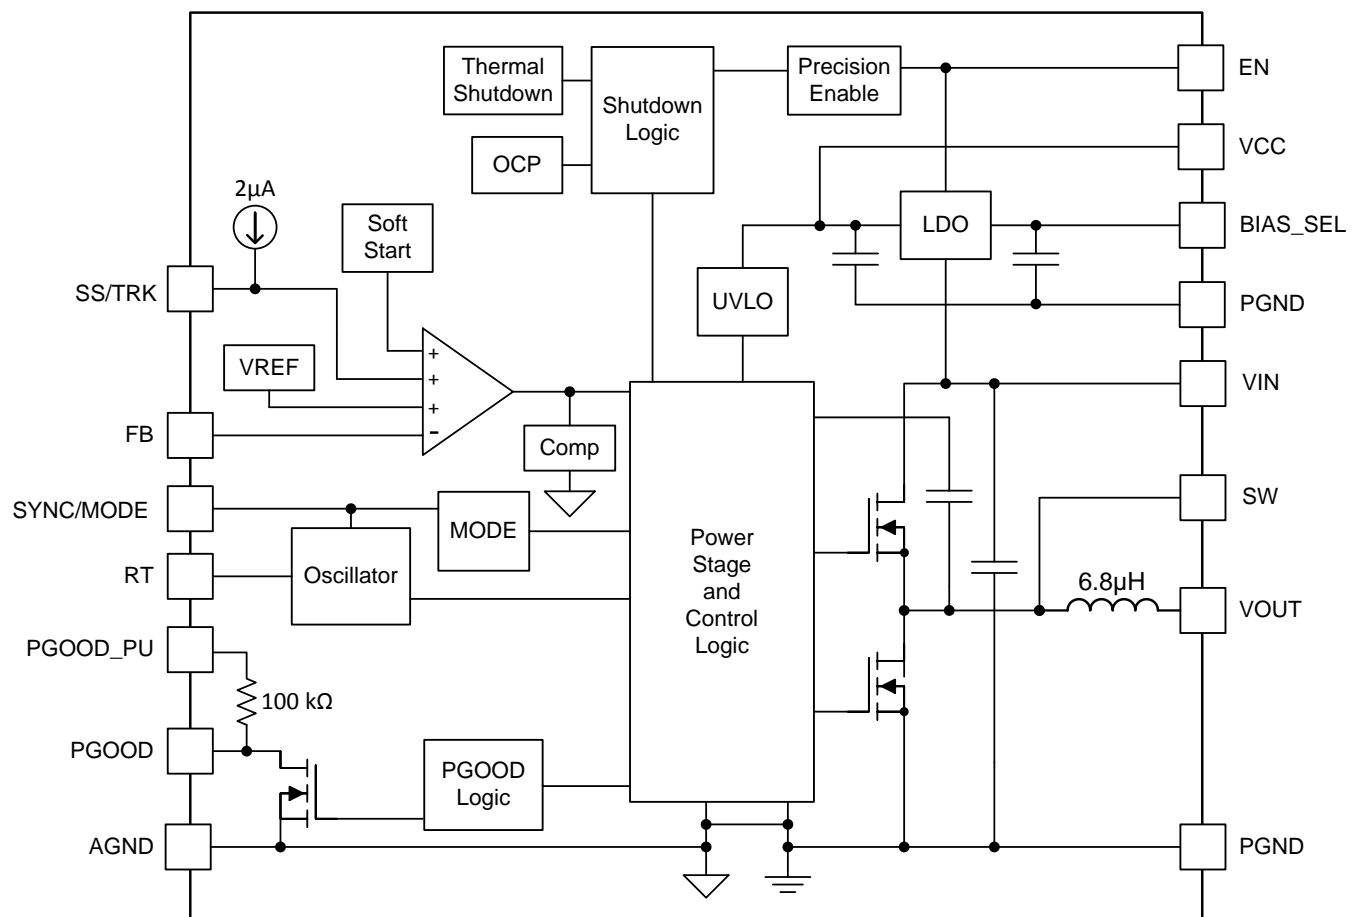 Thermal
Shutdown
OCP
Shutdown
Logic
Precision
Enable
EN
VCC
BIAS_SEL
PGND
VIN
SW
VOUT
PGND
2µA
SS/TRK
Soft
Start
VREF
FB
+
+
+
-
Comp
LDO
UVLO
SYNC/MODE
MODE
RT
Oscillator
Power
Stage
and
Control
Logic
6.8µH
PGOOD_PU
100 kΩ
PGOOD
PGOOD
Logic
AGND